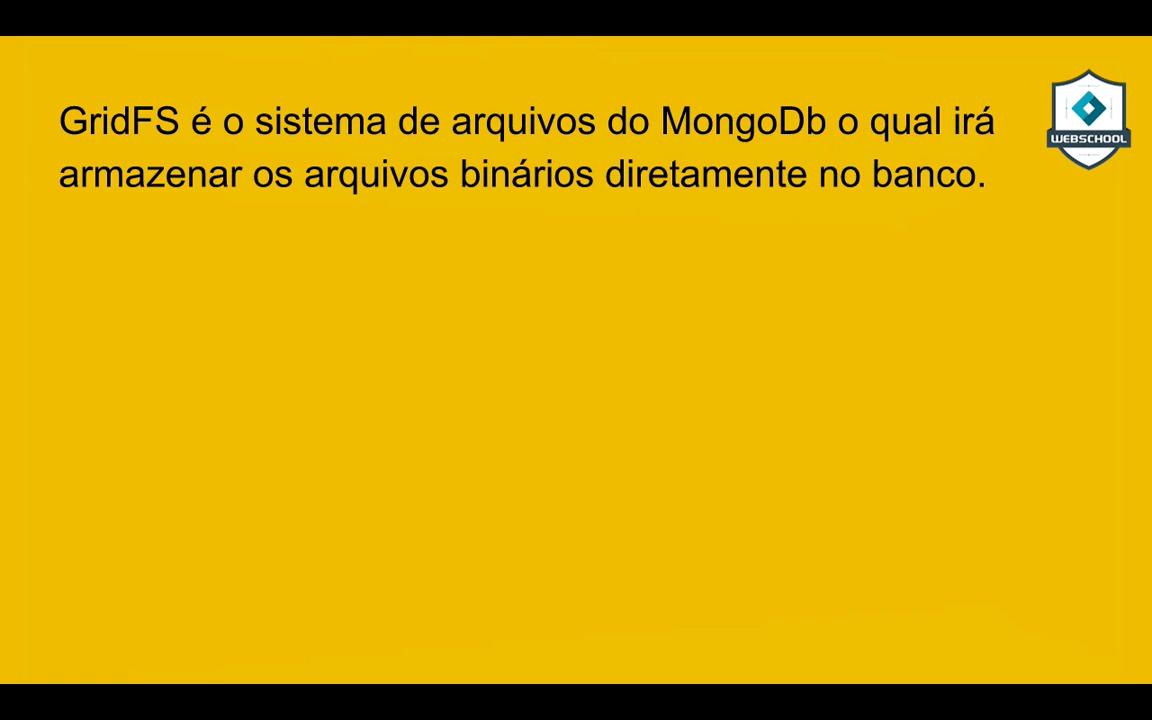 GridFS é o sistema de arquivos do MongoDb o qual irá
armazenar os arquivos binários diretamente no banco.
WEBSCHOOL